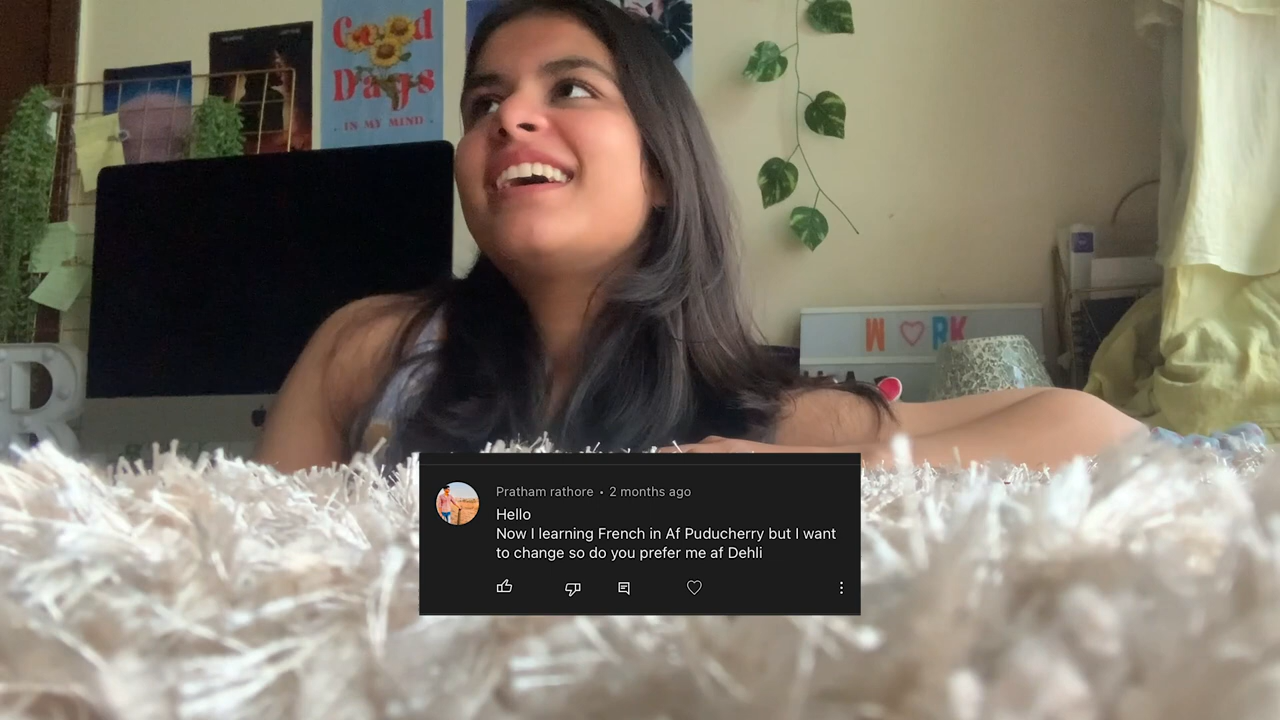 Good
Days
- IN MY MIND -
W RK
Pratham rathore • 2 months ago
Hello
Now I learning French in Af Puducherry but I want
to change so do you prefer me af Dehli